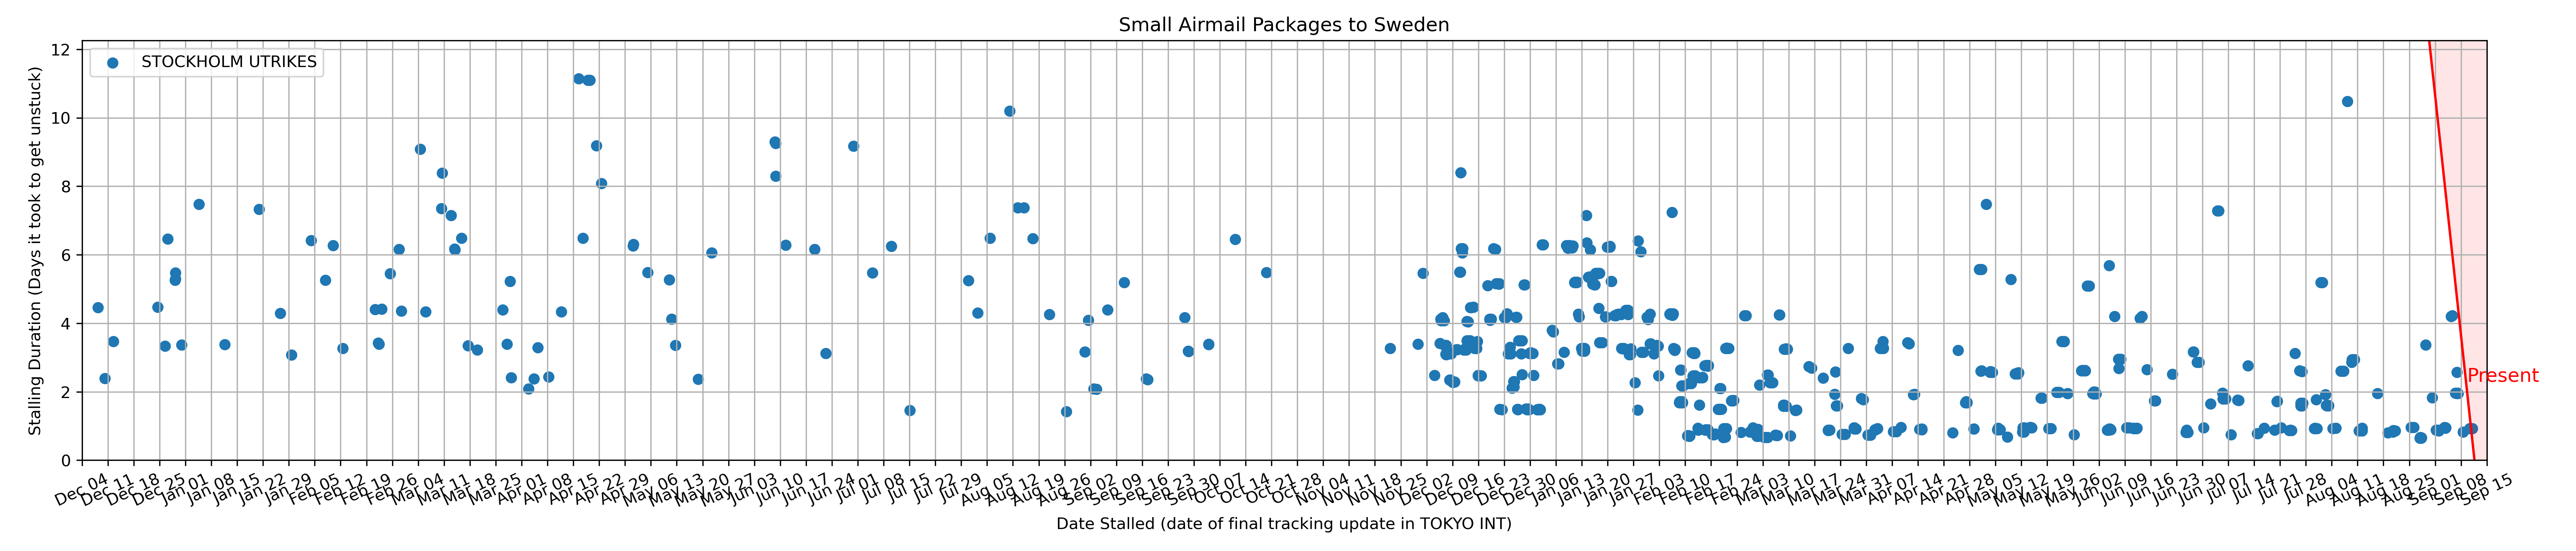 Small Airmail Packages to Sweden
STOCKHOLM UTRIKES
Stalling Duration (Days it took to get unstuck)
12
10
8
6
4
2
0
Present
Dec 04 Dec 11 Dec 18 Dec 25 Jan 01 Jan 08 Jan 15 Jan 22 Jan 29 Feb 05 Feb 12 Feb 19 Feb 26 Mar 04 Mar 11 Mar 18 Mar 25 Apr 01 Apr 08 Apr 15 Apr 22 Apr 29 May 06 May 13 May 20 May 27 Jun 03 Jun 10 Jun 17 Jun 24 Jul 01 Jul 08 Jul 15 Jul 22 Jul 29 Aug 05 Aug 12 Aug 19 Aug 26 Sep 02 Sep 09 Sep 16 Sep 23 Sep 30 Oct 07 Oct 14 Oct 21 Oct 28 Nov 04 Nov 11 Nov 18 Nov 25 Dec 02 Dec 09 Dec 16 Dec 23 Dec 30 Jan 06 Jan 13 Jan 20 Jan 27 Feb 03 Feb 10 Feb 17 Feb 24 Mar 03 Mar 10 Mar 17 Mar 24 Mar 31 Apr 07 Apr 14 Apr 21 Apr 28 May 05 May 12 May 19 May 26 Jun 02 Jun 09 Jun 16 Jun 23 Jun 30 Jul 07 Jul 14 Jul 21 Jul 28 Aug 04 Aug 11 Aug 18 Aug 25 Sep 01 Sep 08 Sep 15
Date Stalled (date of final tracking update in TOKYO INT)